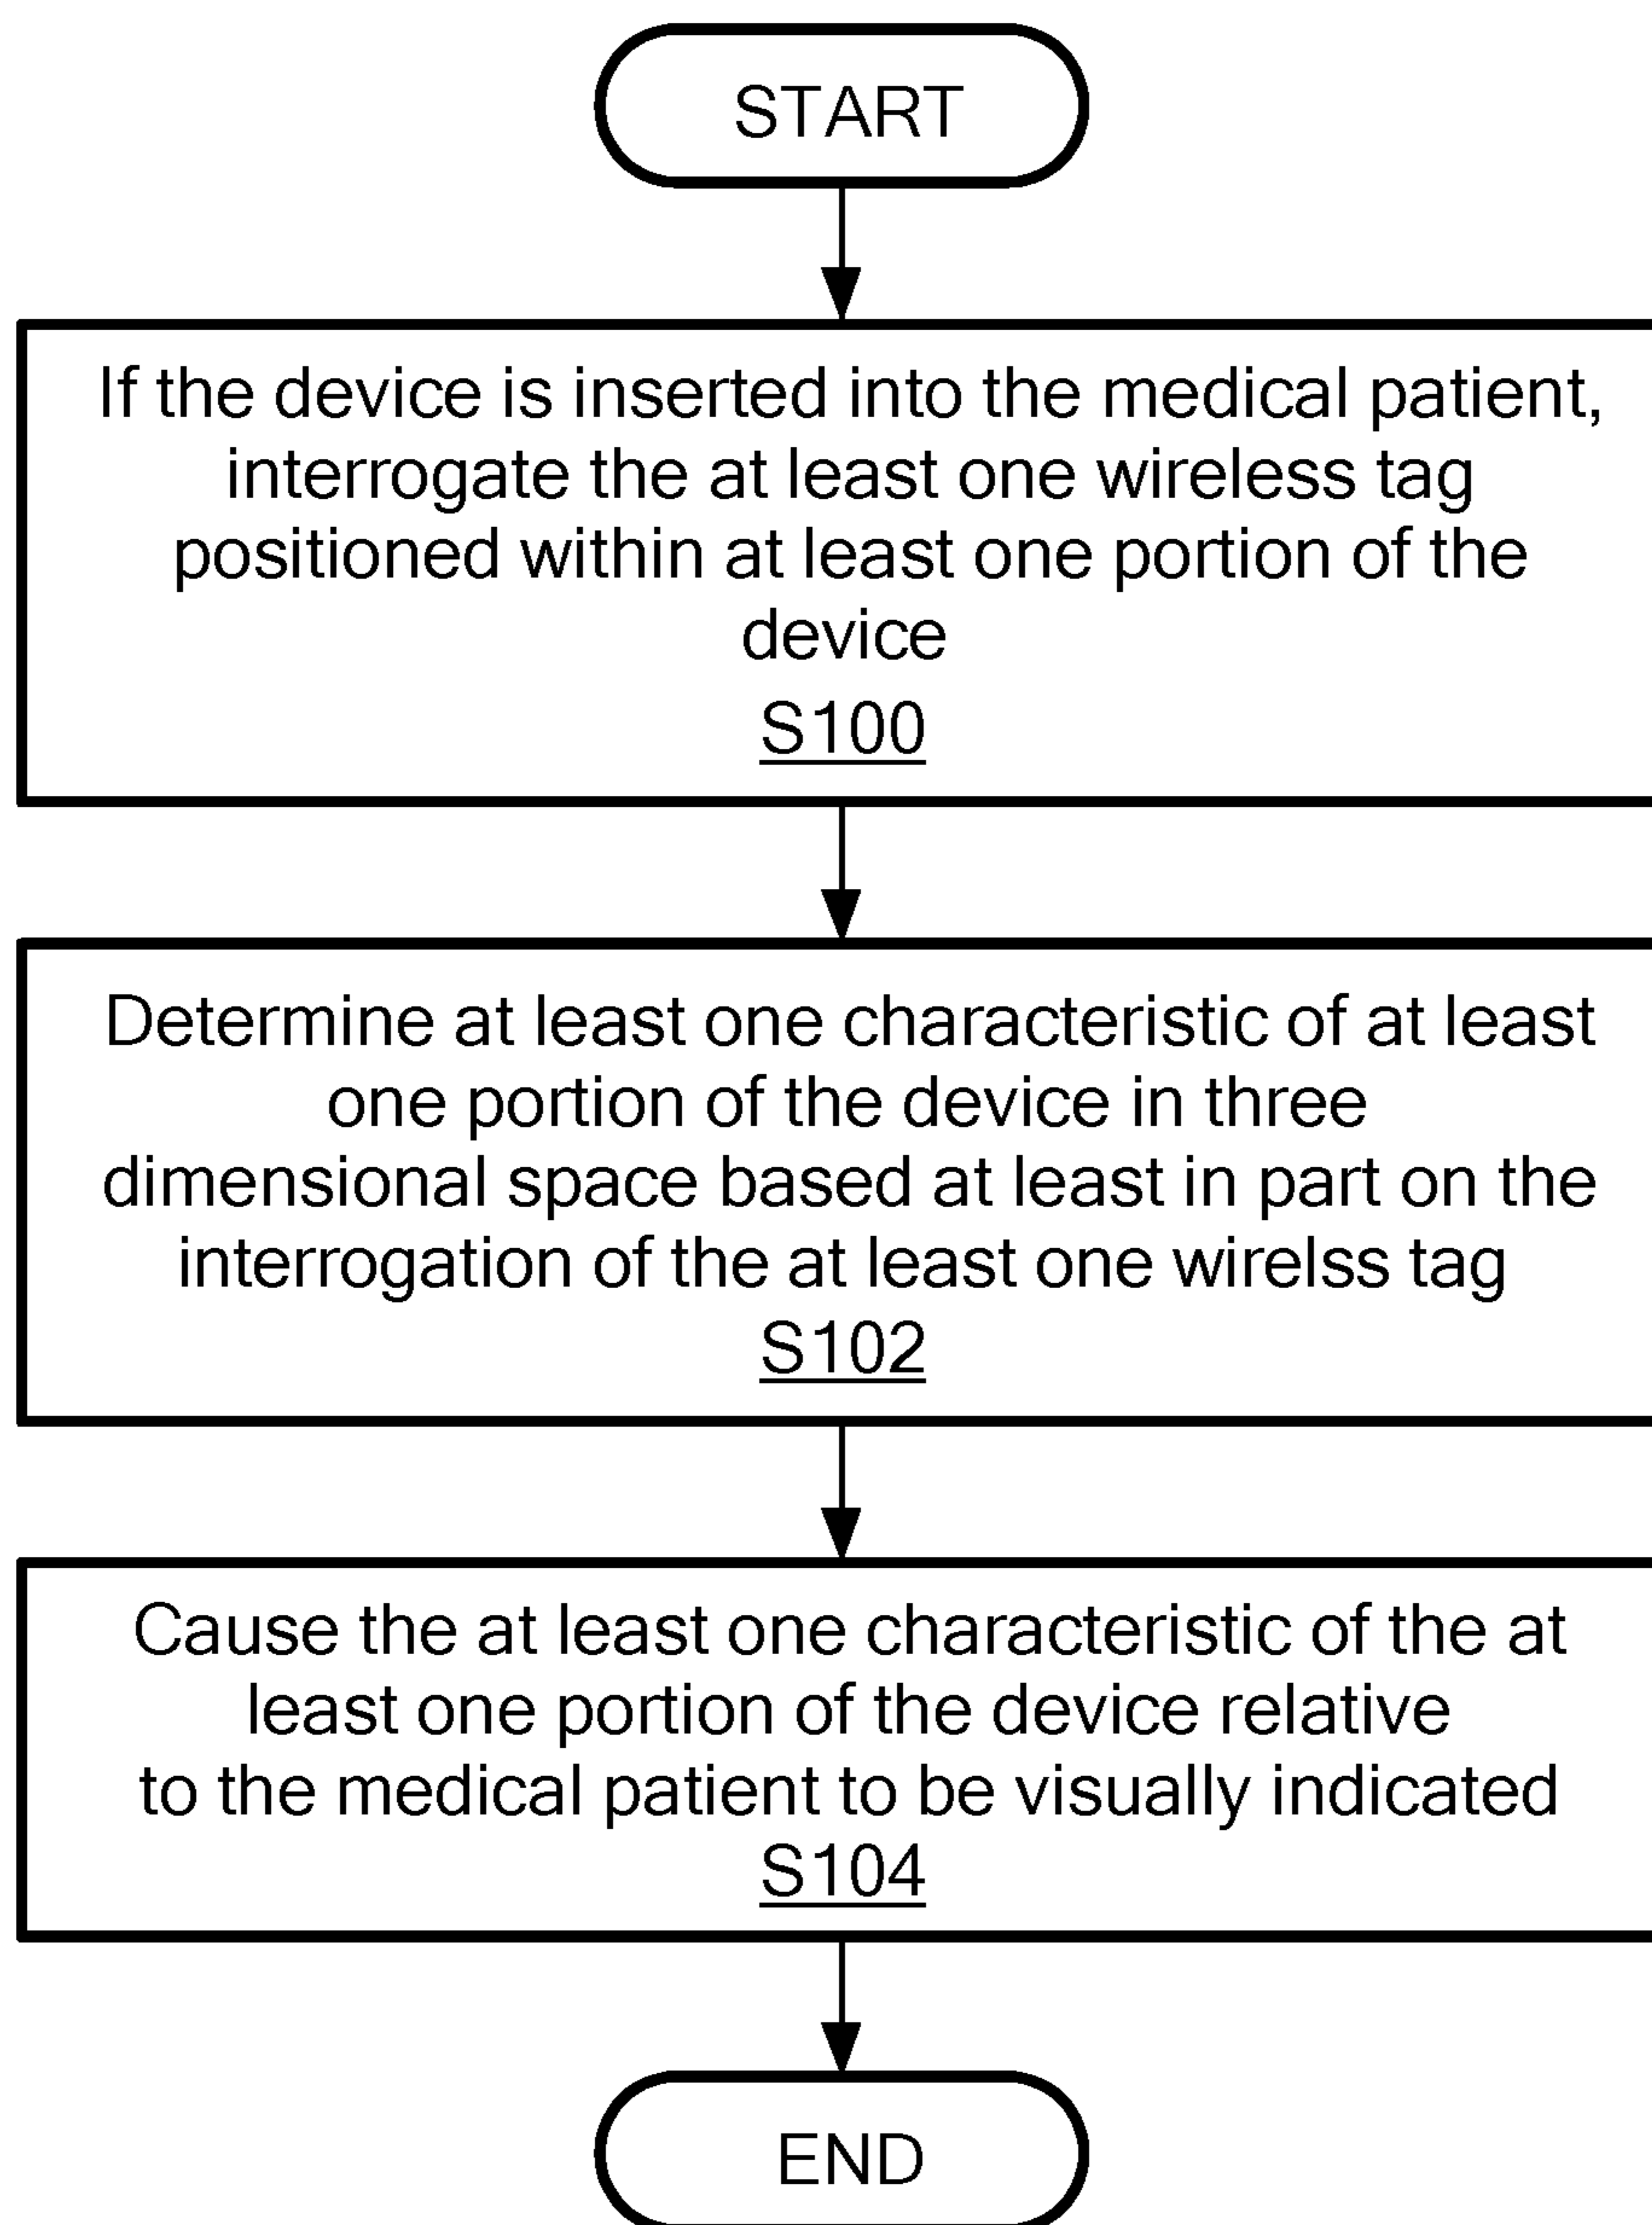 START
If the device is inserted into the medical patient,
interrogate the at least one wireless tag
positioned within at least one portion of the
device
S100
Determine at least one characteristic of at least
one portion of the device in three
dimensional space based at least in part on the
interrogation of the at least one wirelss tag
S102
Cause the at least one characteristic of the at
least one portion of the device relative
to the medical patient to be visually indicated
S104
END